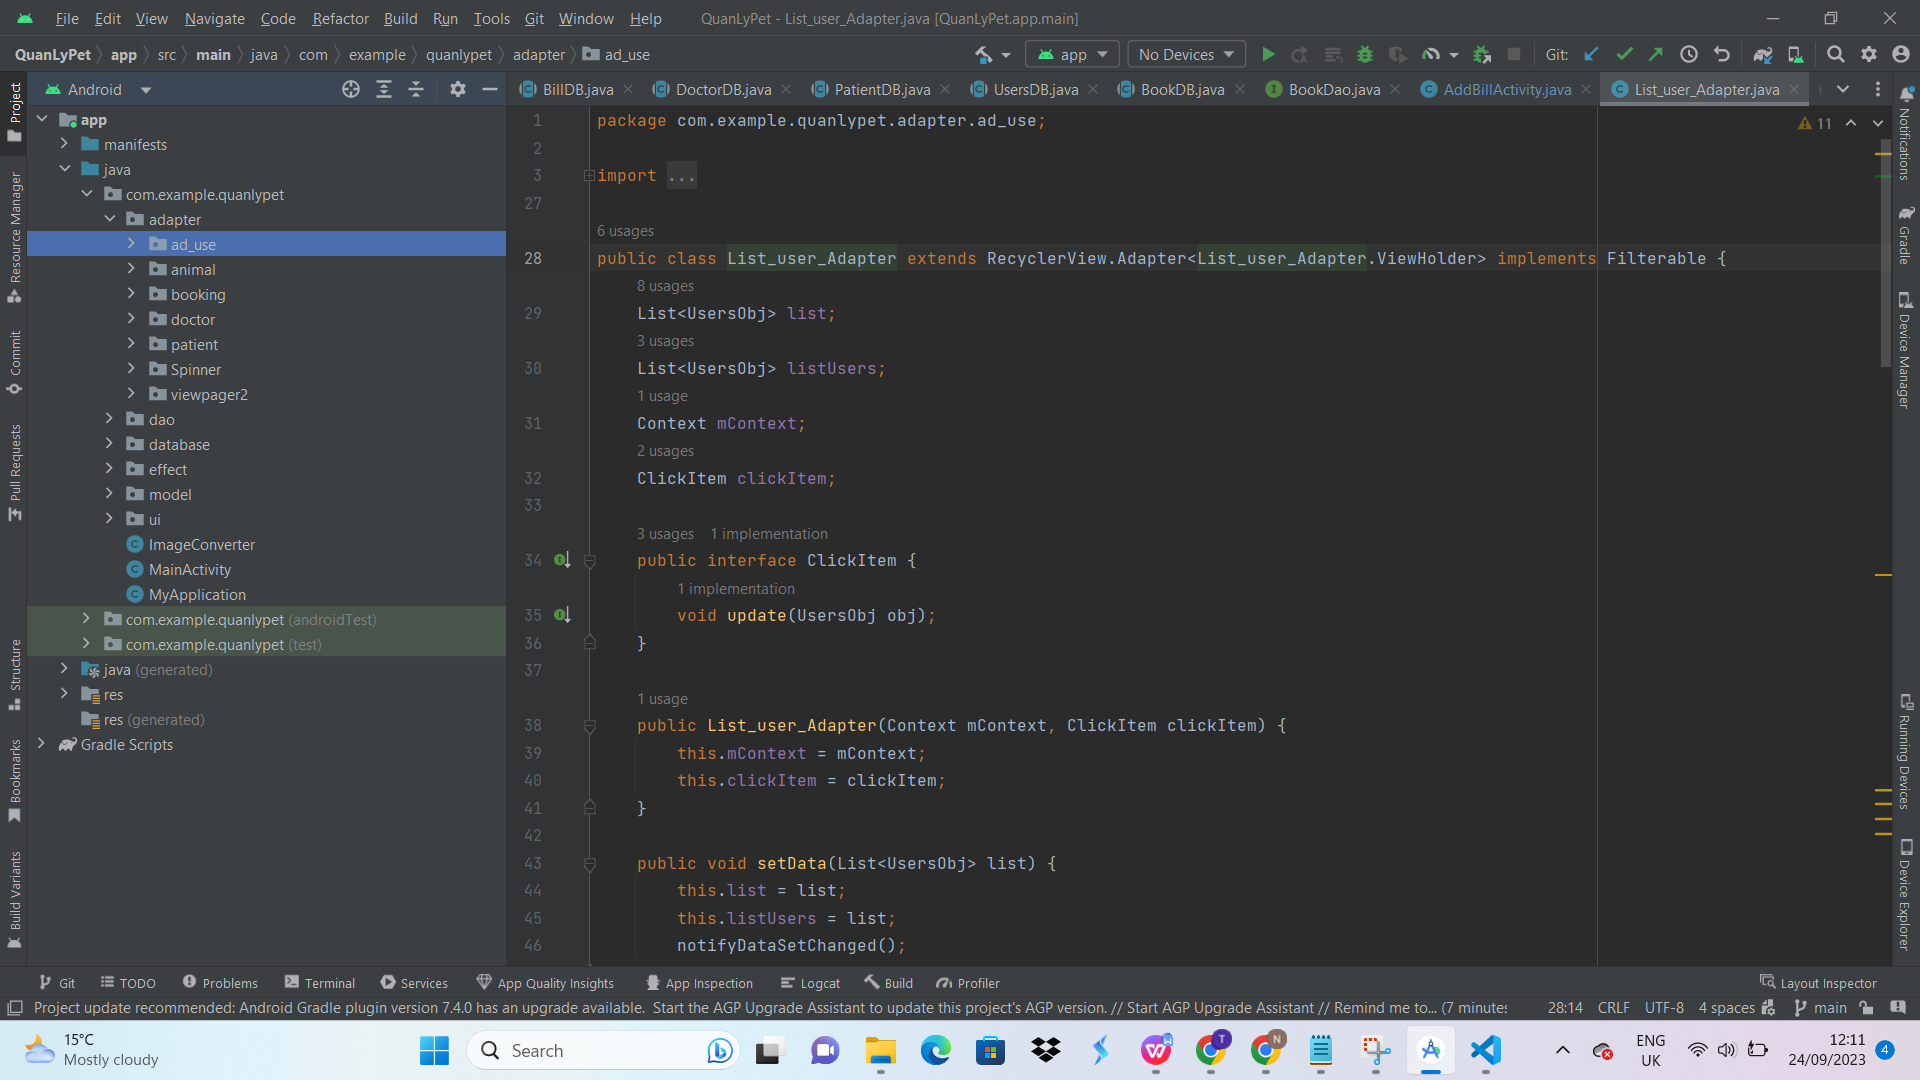 File Edit View Navigate Code Refactor Build Run Tools Git Window Help QuanLyPet - List_user_Adapter.java [QuanLyPet.app.main]
QuanLyPet app src main java com example quanlypet adapter ad_use app No Devices Git:
Android
BillDB.java DoctorDB.java PatientDB.java UsersDB.java BookDB.java BookDao.java AddBillActivity.java List_user_Adapter.java
Project
Resource Manager
Commit
Pull Requests
Structure
Bookmarks
Build Variants
app
manifests
java
com.example.quanlypet
adapter
ad_use
animal
booking
doctor
patient
Spinner
viewpager2
dao
database
effect
model
ui
ImageConverter
MainActivity
MyApplication
com.example.quanlypet (androidTest)
com.example.quanlypet (test)
java (generated)
res
res (generated)
Gradle Scripts
11
1 package com.example.quanlypet.adapter.ad_use;
2
3 import ...
27
6 usages
28 public class List_user_Adapter extends RecyclerView.Adapter<List_user_Adapter.ViewHolder> implements Filterable {
8 usages
29 List<UsersObj> list;
3 usages
30 List<UsersObj> listUsers;
1 usage
31 Context mContext;
2 usages
32 ClickItem clickItem;
33
3 usages 1 implementation
34 public interface ClickItem {
1 implementation
35 void update(UsersObj obj);
36 }
37
1 usage
38 public List_user_Adapter(Context mContext, ClickItem clickItem) {
39 this.mContext = mContext;
40 this.clickItem = clickItem;
41 }
42
43 public void setData(List<UsersObj> list) {
44 this.list = list;
45 this.listUsers = list;
46 notifyDataSetChanged();
Notifications
Gradle
Device Manager
Running Devices
Device Explorer
Git TODO Problems Terminal Services App Quality Insights App Inspection Logcat Build Profiler Layout Inspector
Project update recommended: Android Gradle plugin version 7.4.0 has an upgrade available. Start the AGP Upgrade Assistant to update this project's AGP version. // Start AGP Upgrade Assistant // Remind me to... (7 minutes 28:14 CRLF UTF-8 4 spaces main
15°C
Mostly cloudy
Search
T
N
ENG
UK
12:11
24/09/2023
4